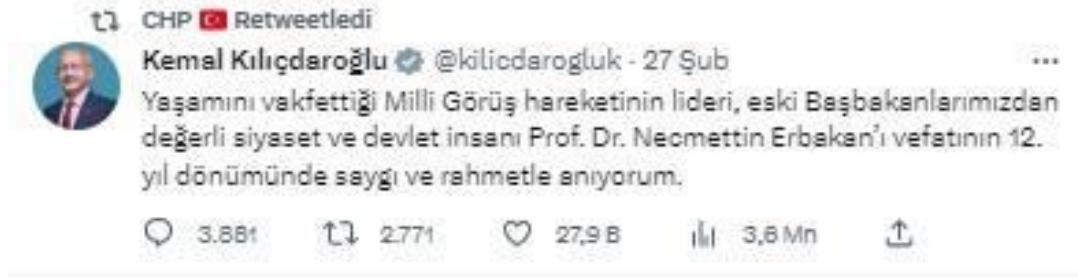 CHP 🇹🇷 Retweetledi
Kemal Kılıçdaroğlu @kilicdarogluk · 27 Şub
Yaşamını vakfettiği Milli Görüş hareketinin lideri, eski Başbakanlarımızdan
değerli siyaset ve devlet insanı Prof. Dr. Necmettin Erbakan'ı vefatının 12.
yıl dönümünde saygı ve rahmetle anıyorum.
3.881 2.771 27,9 B 3,6 Mn